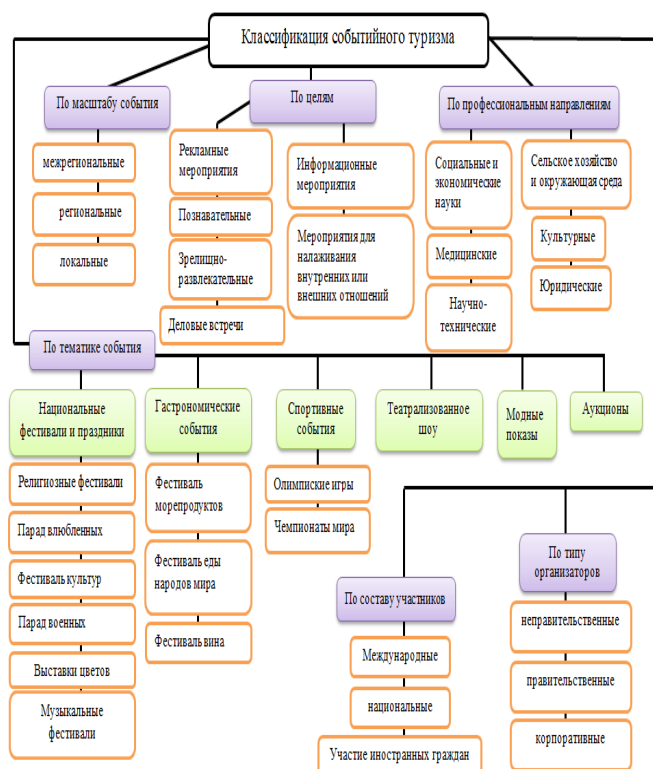 Классификация событийного туризма
По масштабу события
межрегиональные
региональные
локальные
По целям
Рекламные
мероприятия
Познавательные
Зрелищно-
развлекательные
Деловые встречи
Информационные
мероприятия
Мероприятия для
налаживания
внутренних или
внешних отношений
По профессиональным направлениям
Социальные и
экономические
науки
Медицинские
Научно-
технические
Сельское хозяйство
и окружающая среда
Культурные
Юридические
По тематике события
Национальные
фестивали и праздники
Религиозные фестивали
Парад влюбленных
Фестиваль культур
Парад военных
Выставки цветов
Музыкальные
фестивали
Гастрономические
события
Фестиваль
морепродуктов
Фестиваль еды
народов мира
Фестиваль вина
Спортивные
события
Олимпиские игры
Чемпионаты мира
Театрализованное
шоу
Модные
показы
Аукционы
По составу участников
Международные
национальные
Участие иностранных граждан
По типу
организаторов
неправительственные
правительственные
корпоративные